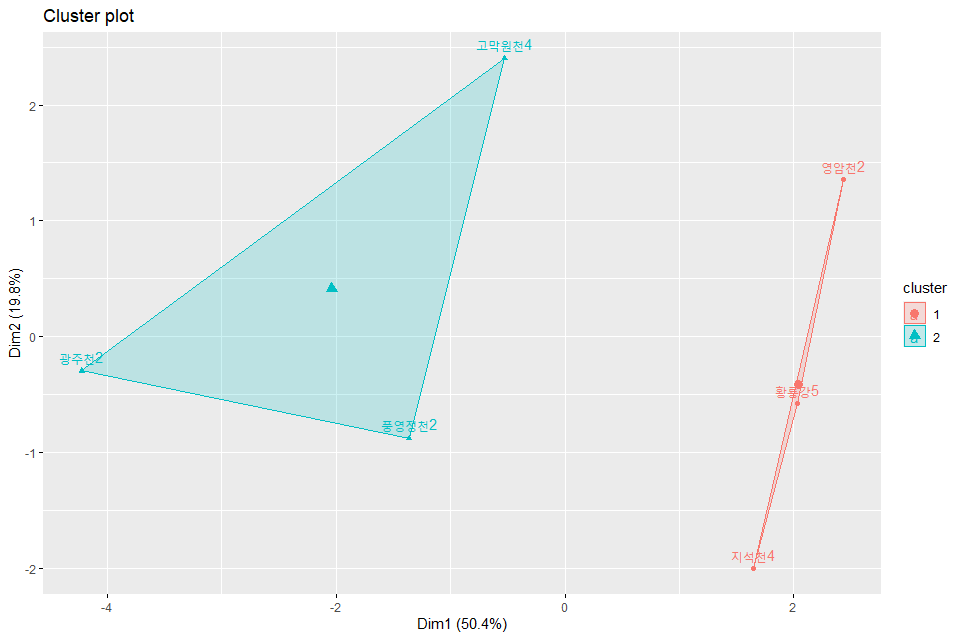 Cluster plot
고막원천4
영암천2
광주천2
황룡강5
풍영정천2
지석천4
2
1
0
-1
-2
-4
-2
0
2
Dim2 (19.8%)
Dim1 (50.4%)
cluster
1
2